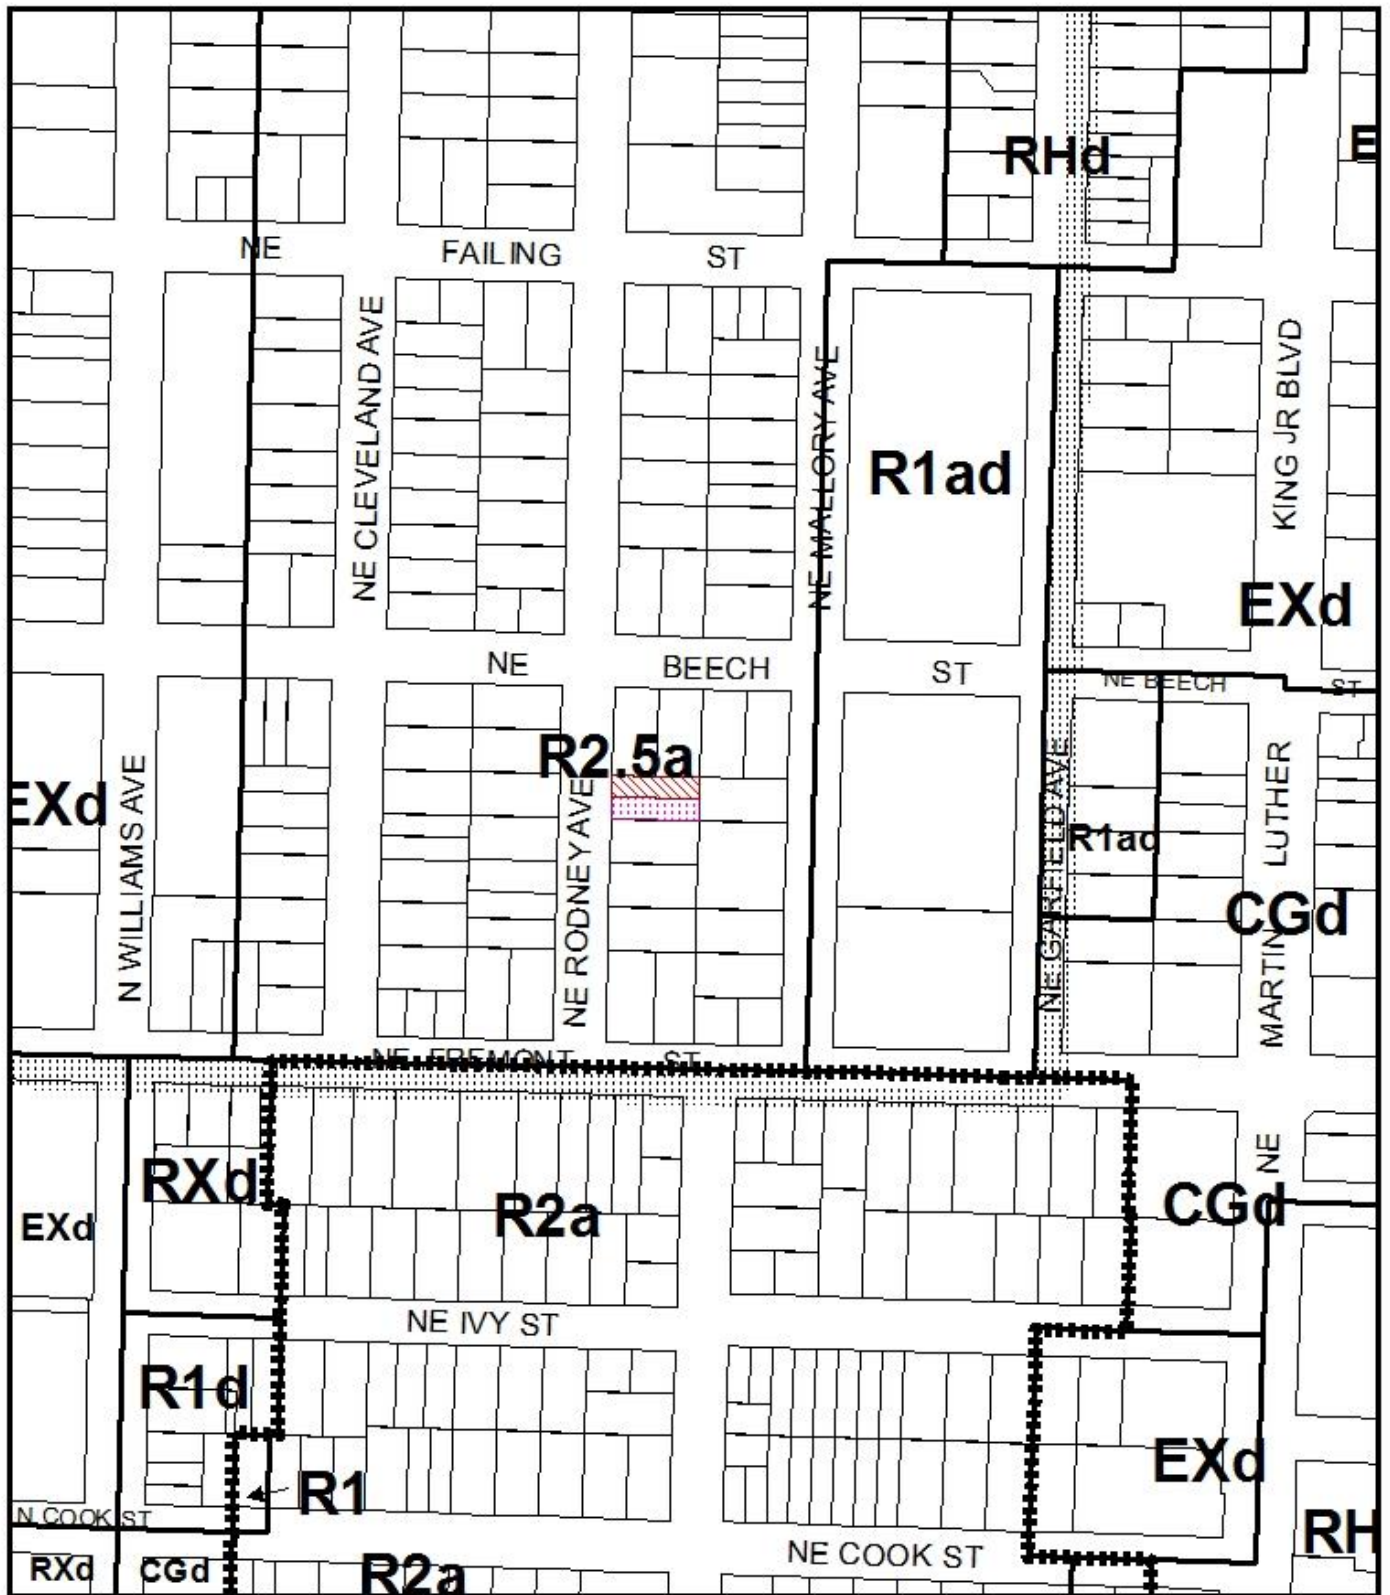 RHd
E
NE FAILING ST
NE CLEVELAND AVE
NE MALLORY AVE
KING JR BLVD
R1ad
EXd
NE BEECH ST
NE BEECH ST
R2.5a
EXd
N WILLIAMS AVE
NE RODNEY AVE
NE GARFIELD AVE
R1ad
LUTHER
CGd
MARTIN
NE FREMONT ST
RXd
EXd
R2a
NE
CGd
NE IVY ST
R1d
EXd
R1
N COOK ST
RH
NE COOK ST
RXd
CGd
R2a